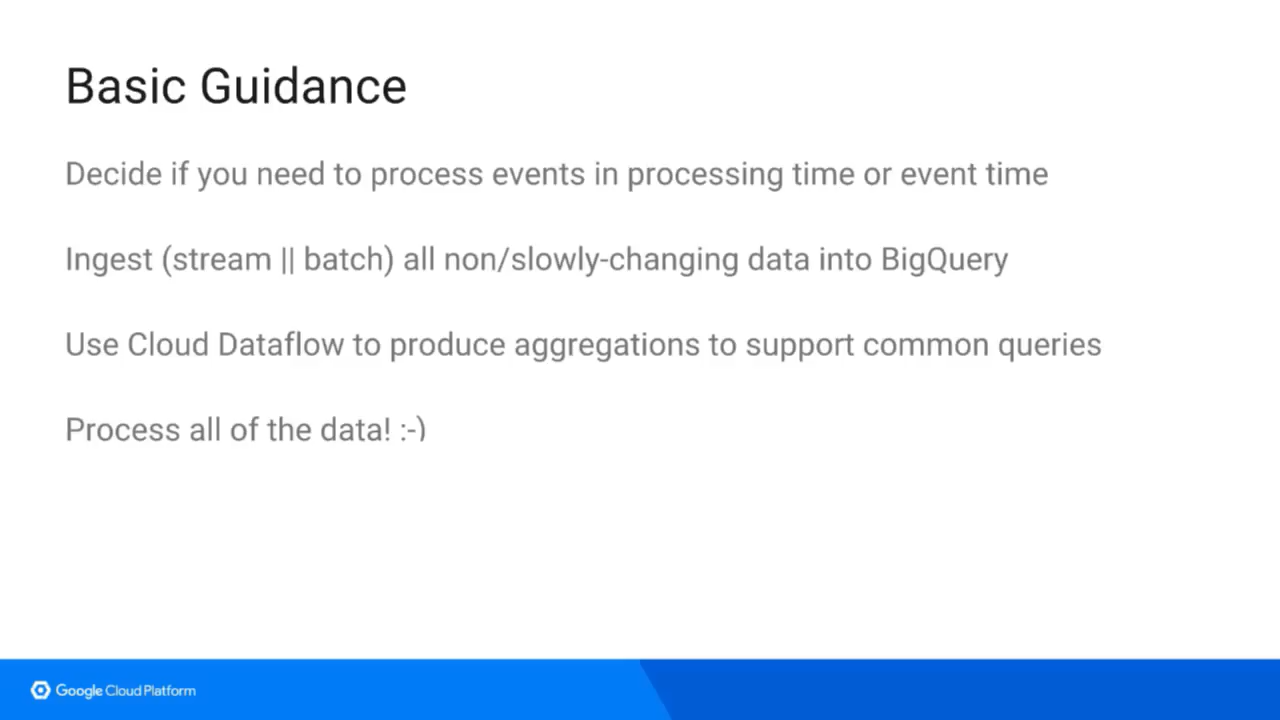 Basic Guidance
Decide if you need to process events in processing time or event time
Ingest (stream || batch) all non/slowly-changing data into BigQuery
Use Cloud Dataflow to produce aggregations to support common queries
Process all of the data! :-)
Google Cloud Platform